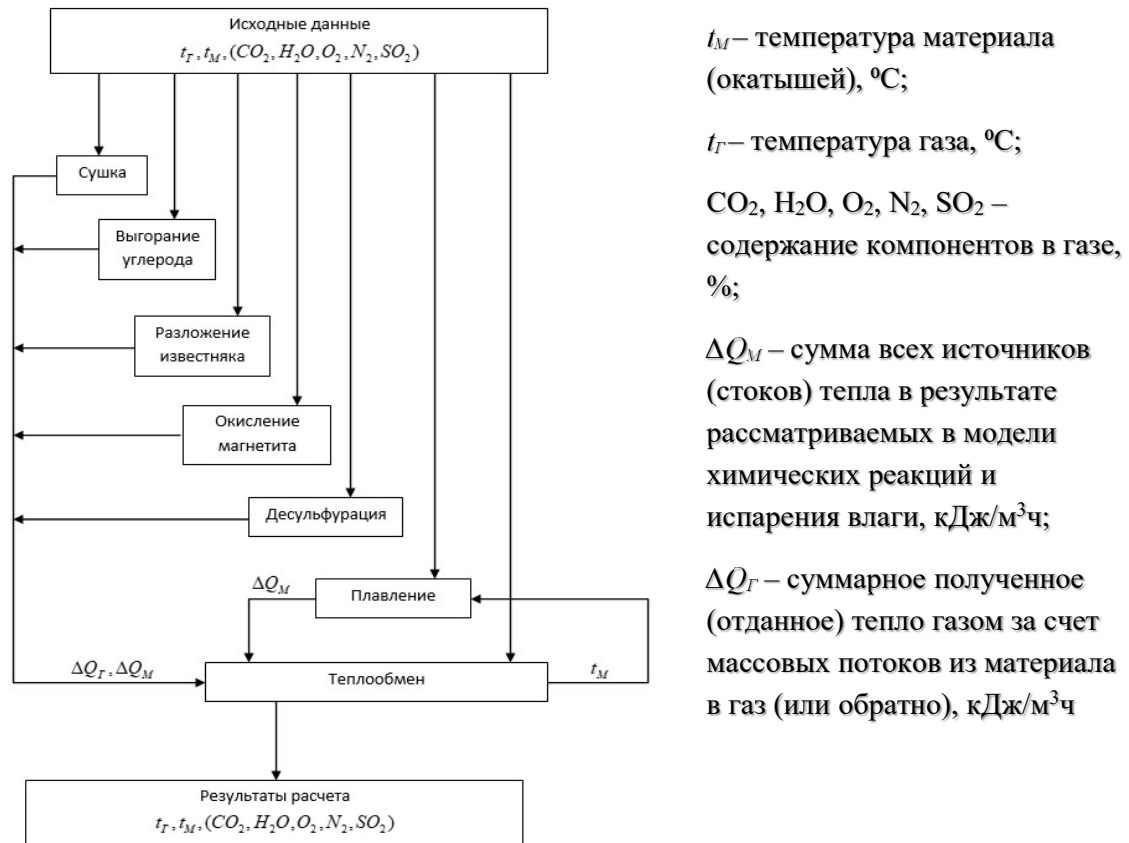 Исходные данные
t_Г, t_М, (CO₂, H₂O, O₂, N₂, SO₂)
Сушка
Выгорание
углерода
Разложение
известняка
Окисление
магнетита
Десульфурация
ΔQ_М
Плавление
ΔQ_Г, ΔQ_М
Теплообмен
t_М
Результаты расчета
t_Г, t_М, (CO₂, H₂O, O₂, N₂, SO₂)
t_М – температура материала
(окатышей), ⁰С;
t_Г – температура газа, ⁰С;
CO₂, H₂O, O₂, N₂, SO₂ –
содержание компонентов в газе,
%;
ΔQ_М – сумма всех источников
(стоков) тепла в результате
рассматриваемых в модели
химических реакций и
испарения влаги, кДж/м³ч;
ΔQ_Г – суммарное полученное
(отданное) тепло газом за счет
массовых потоков из материала
в газ (или обратно), кДж/м³ч